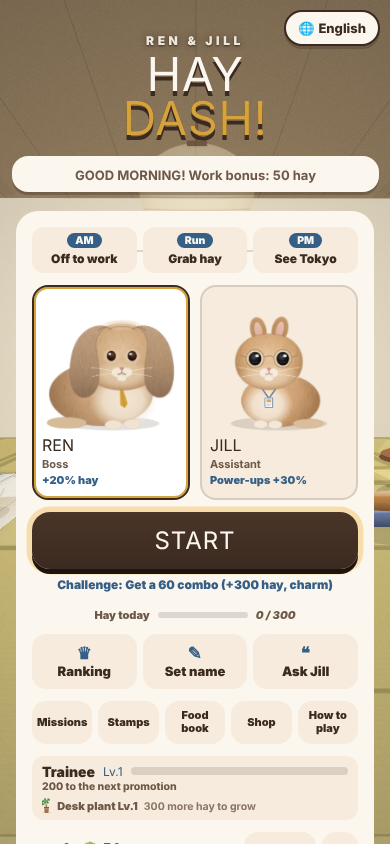 🌐 English
REN & JILL
HAY
DASH!
GOOD MORNING! Work bonus: 50 hay
AM
Off to work
Run
Grab hay
PM
See Tokyo
REN
Boss
+20% hay
JILL
Assistant
Power-ups +30%
START
Challenge: Get a 60 combo (+300 hay, charm)
Hay today 0 / 300
Ranking
Set name
Ask Jill
Missions
Stamps
Food
book
Shop
How to
play
Trainee Lv.1
200 to the next promotion
Desk plant Lv.1 300 more hay to grow